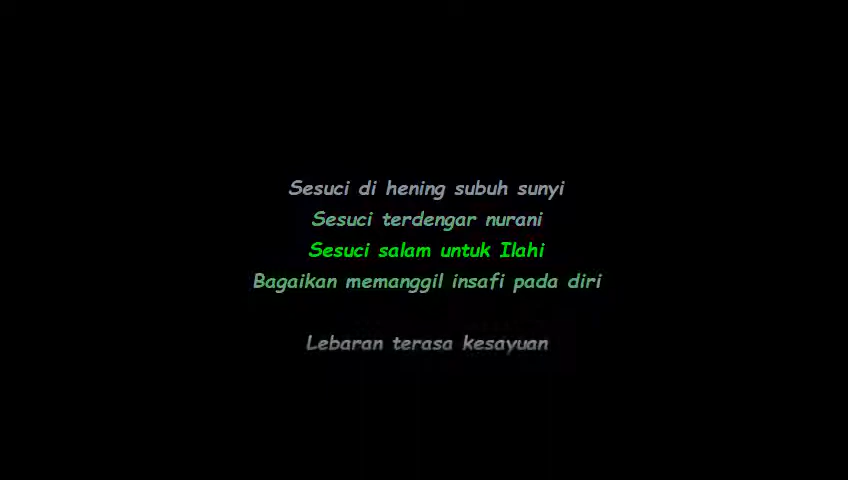 Sesuci di hening subuh sunyi
Sesuci terdengar nurani
Sesuci salam untuk Ilahi
Bagaikan memanggil insafi pada diri
Lebaran terasa kesayuan